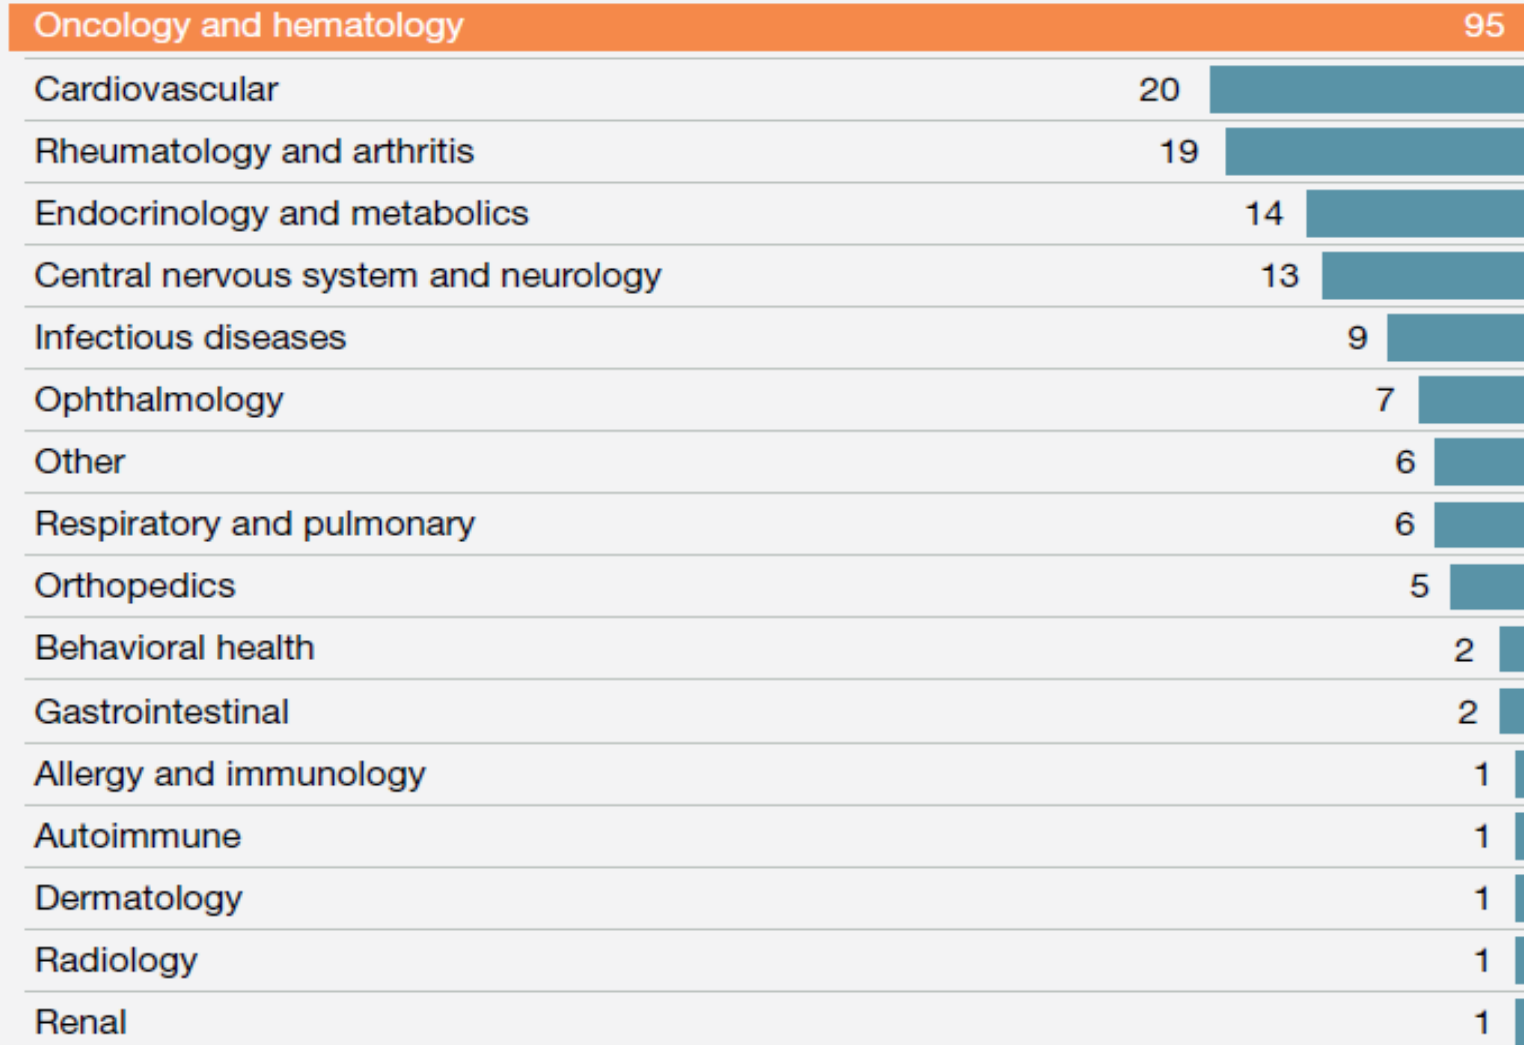 Oncology and hematology 95
Cardiovascular 20
Rheumatology and arthritis 19
Endocrinology and metabolics 14
Central nervous system and neurology 13
Infectious diseases 9
Ophthalmology 7
Other 6
Respiratory and pulmonary 6
Orthopedics 5
Behavioral health 2
Gastrointestinal 2
Allergy and immunology 1
Autoimmune 1
Dermatology 1
Radiology 1
Renal 1